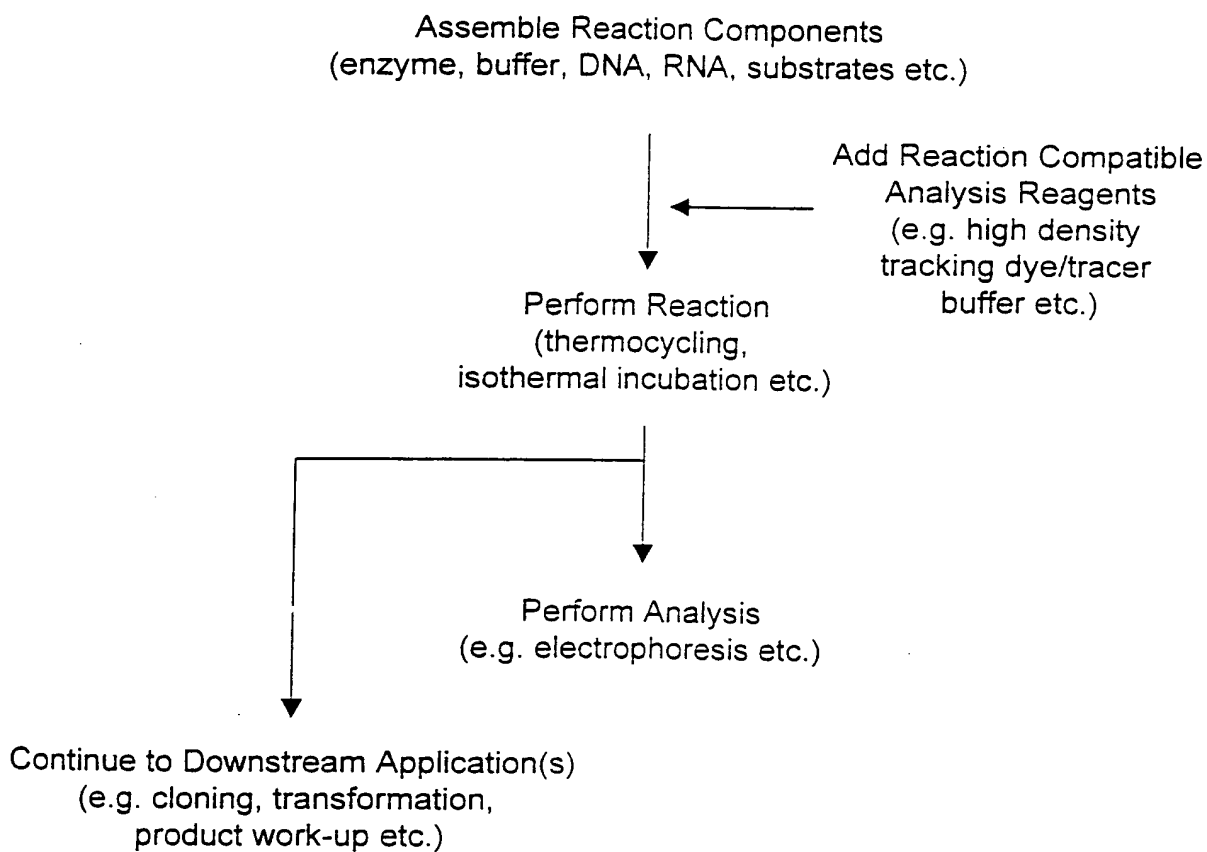 Assemble Reaction Components
(enzyme, buffer, DNA, RNA, substrates etc.)
Add Reaction Compatible
Analysis Reagents
(e.g. high density
tracking dye/tracer
buffer etc.)
Perform Reaction
(thermocycling,
isothermal incubation etc.)
Perform Analysis
(e.g. electrophoresis etc.)
Continue to Downstream Application(s)
(e.g. cloning, transformation,
product work-up etc.)